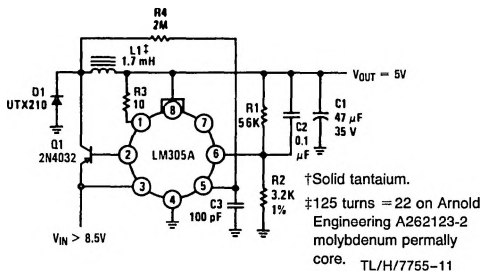 R4
2M
L1‡
1.7 mH
VOUT = 5V
D1
UTX210
R3
10
8
R1
56K
C1
47 µF
35 V
1
7
C2
0.1
µF
Q1
2N4032
2
LM305A
6
3
5
4
R2
3.2K
1%
C3
100 pF
VIN > 8.5V
†Solid tantaium.
‡125 turns =22 on Arnold
Engineering A262123-2
molybdenum permally
core.
TL/H/7755–11